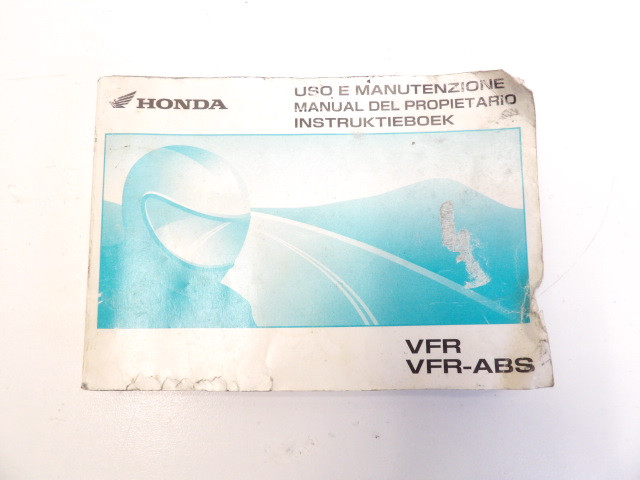 HONDA
USO E MANUTENZIONE
MANUAL DEL PROPIETARIO
INSTRUKTIEBOEK
VFR
VFR-ABS